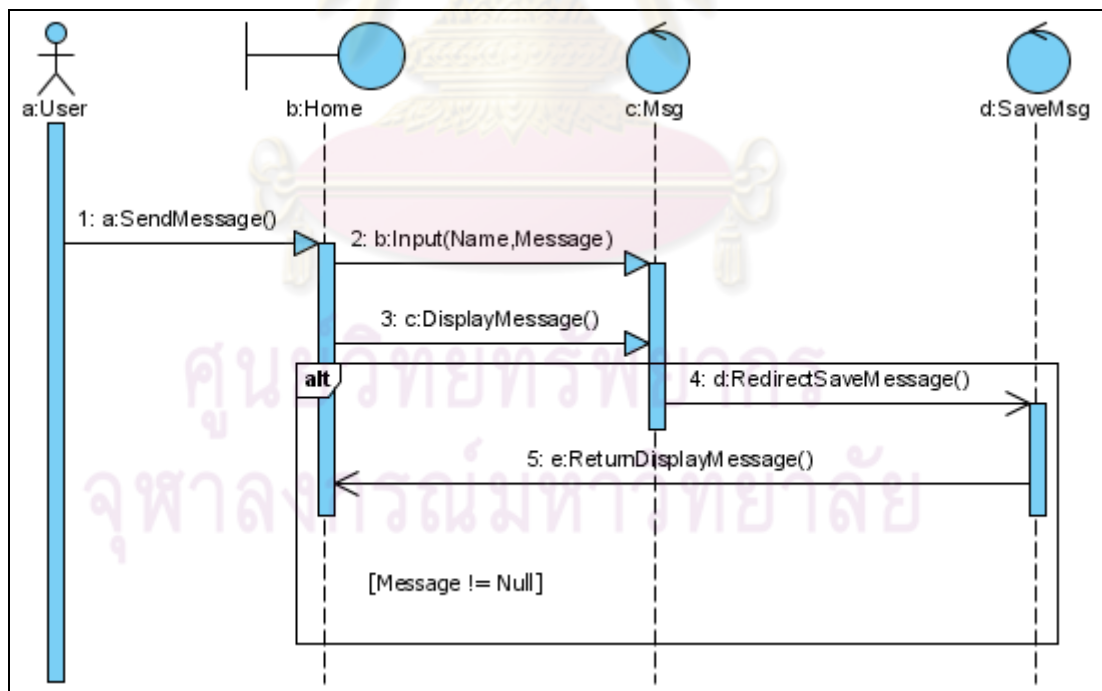 a:User
b:Home
c:Msg
d:SaveMsg
1: a:SendMessage()
2: b:Input(Name,Message)
3: c:DisplayMessage()
alt
4: d:RedirectSaveMessage()
5: e:ReturnDisplayMessage()
[Message != Null]
ศูนย์วิทยทรัพยากร
จุฬาลงกรณ์มหาวิทยาลัย